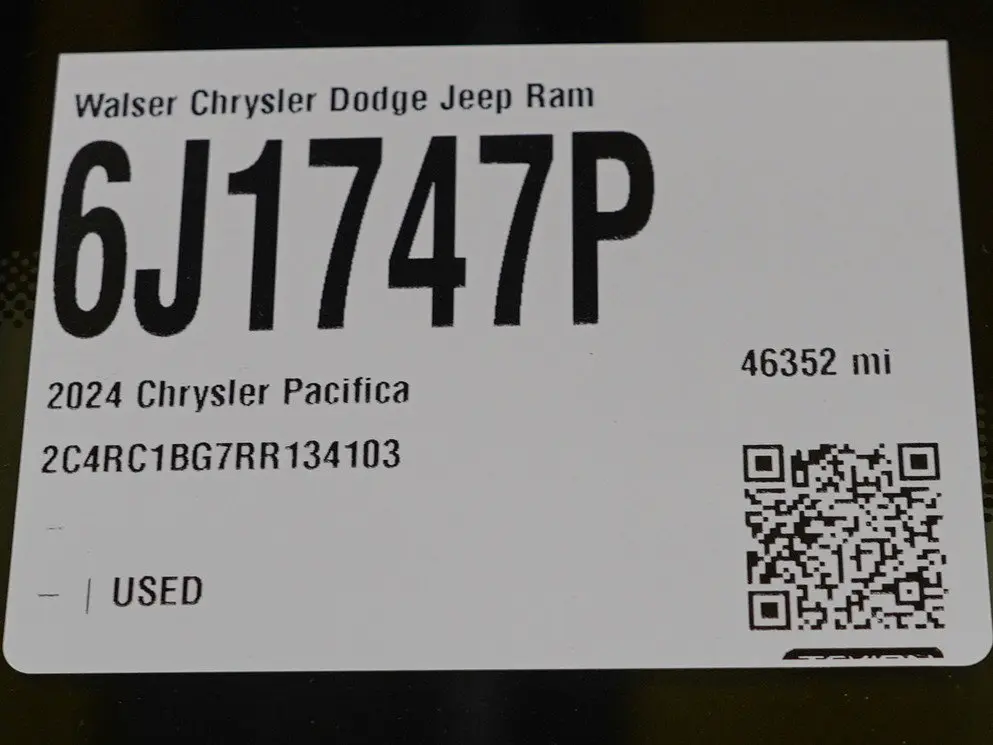 Walser Chrysler Dodge Jeep Ram
6J1747P
2024 Chrysler Pacifica
46352 mi
2C4RC1BG7RR134103
– | USED